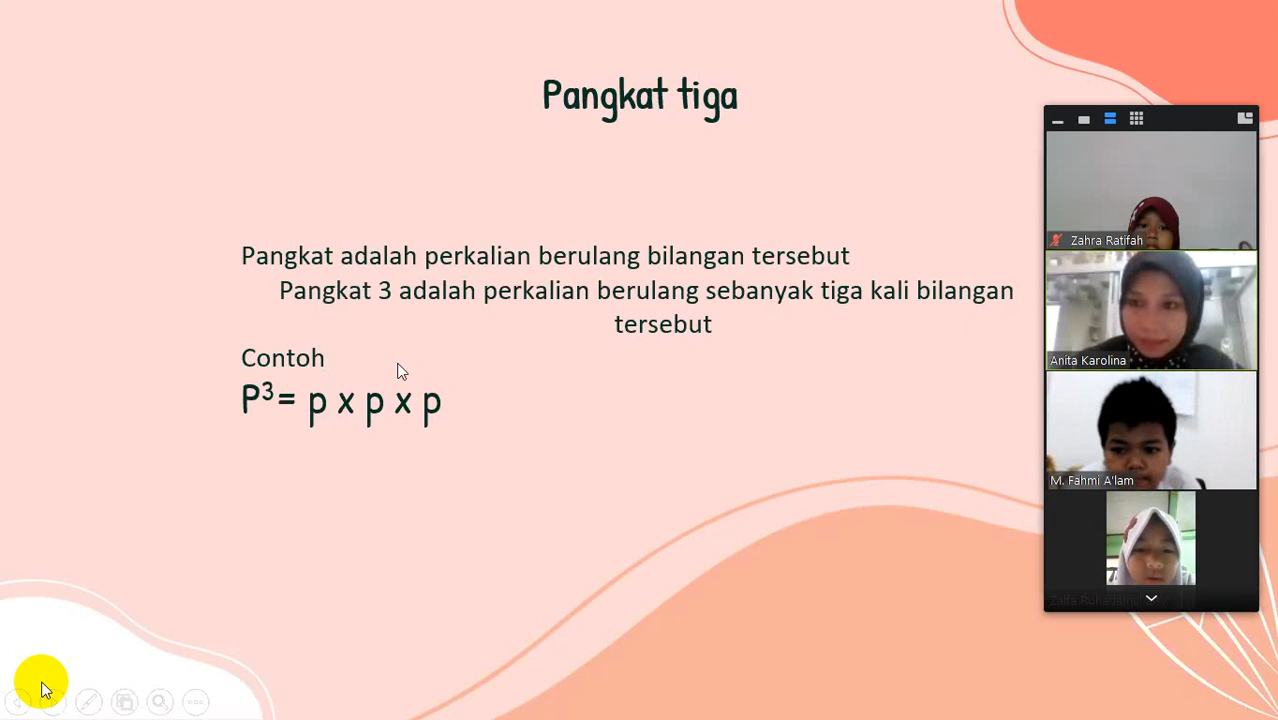 Pangkat tiga
Pangkat adalah perkalian berulang bilangan tersebut
Pangkat 3 adalah perkalian berulang sebanyak tiga kali bilangan
tersebut
Contoh
P³= p x p x p
Zahra Ratifah
Anita Karolina
M. Fahmi A'lam